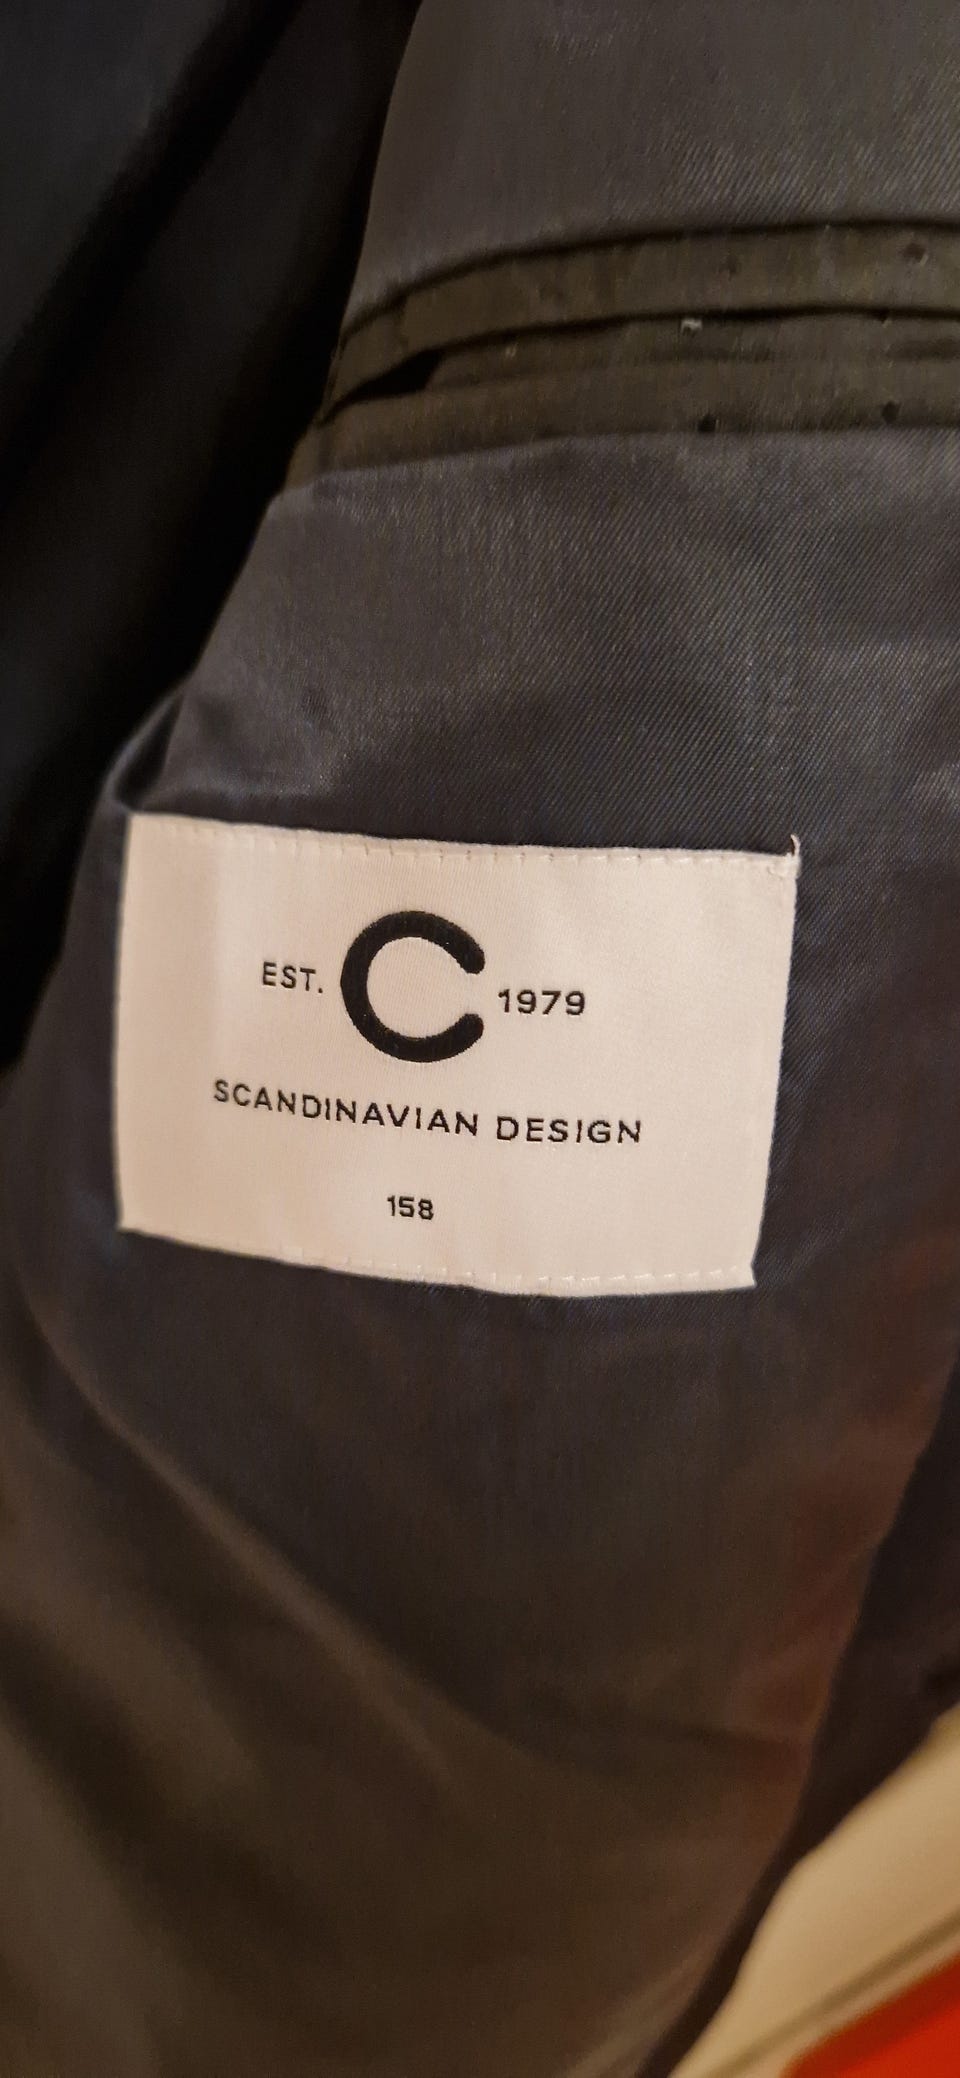 EST. C 1979
SCANDINAVIAN DESIGN
158